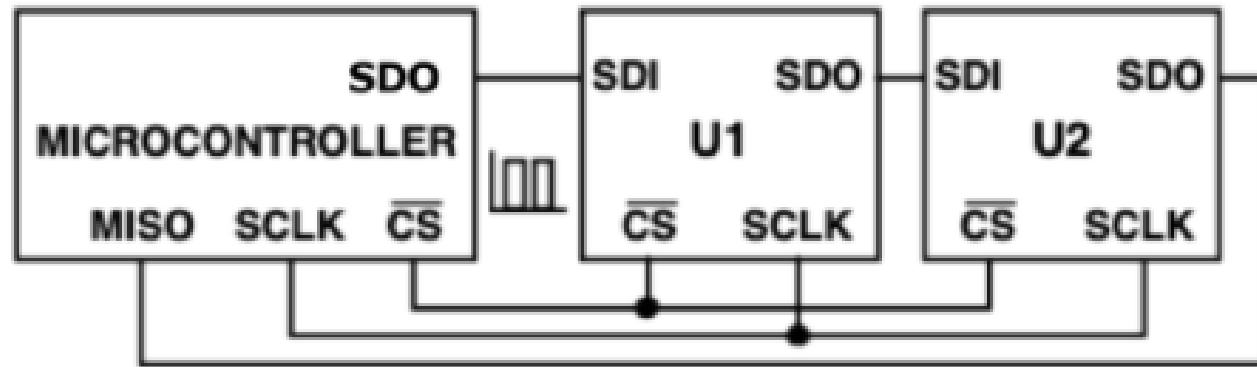 SDO
MICROCONTROLLER
MISO SCLK CS
SDI SDO
U1
CS SCLK
SDI SDO
U2
CS SCLK